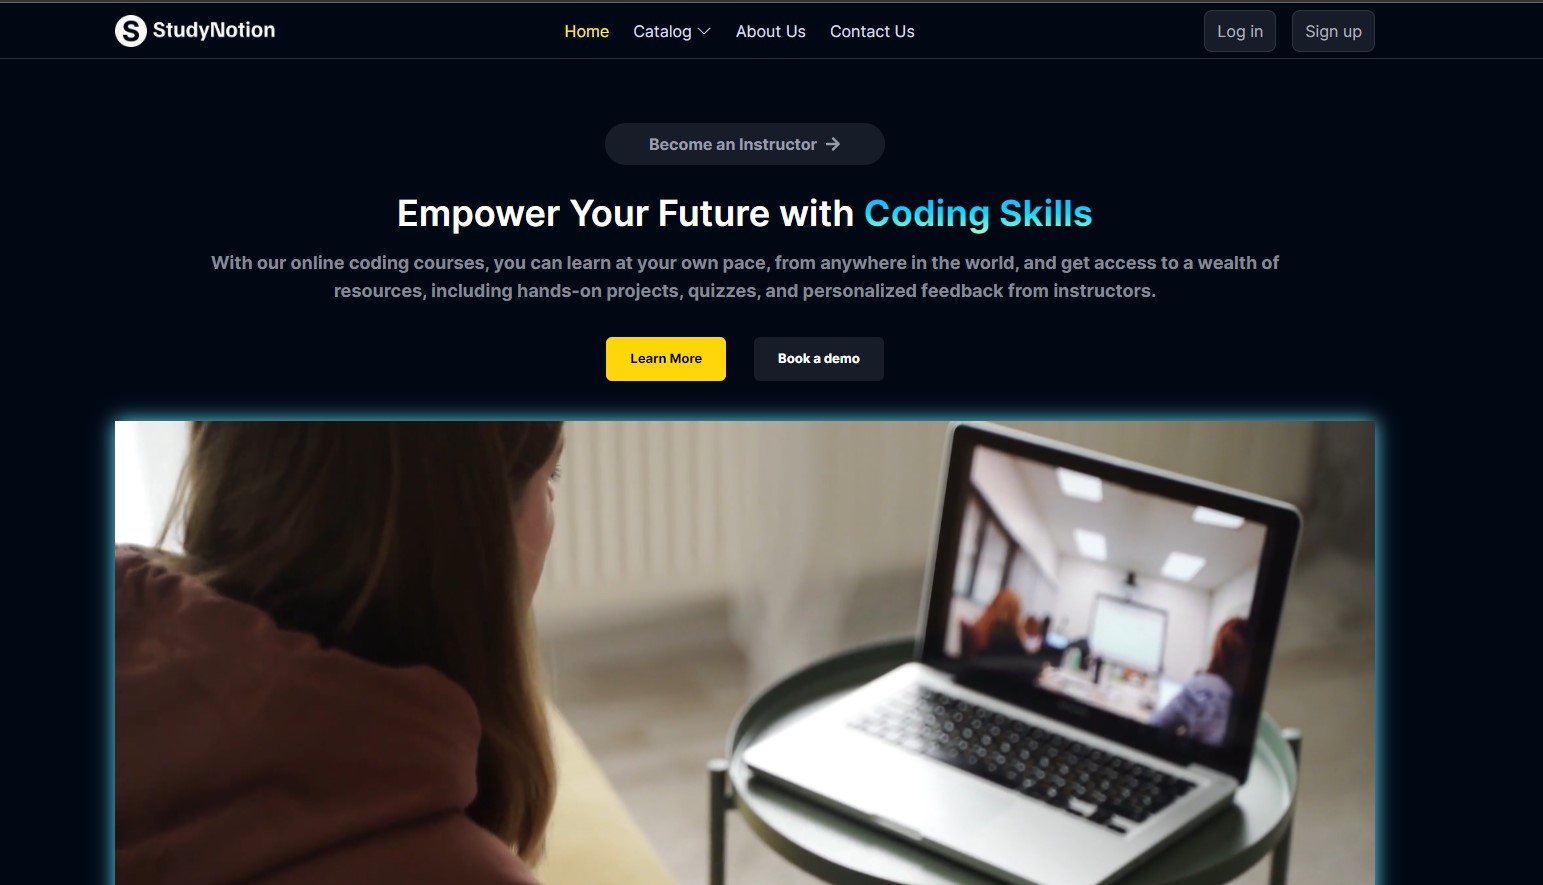 S StudyNotion
Home Catalog About Us Contact Us
Log in Sign up
Become an Instructor →
Empower Your Future with Coding Skills
With our online coding courses, you can learn at your own pace, from anywhere in the world, and get access to a wealth of
resources, including hands-on projects, quizzes, and personalized feedback from instructors.
Learn More Book a demo